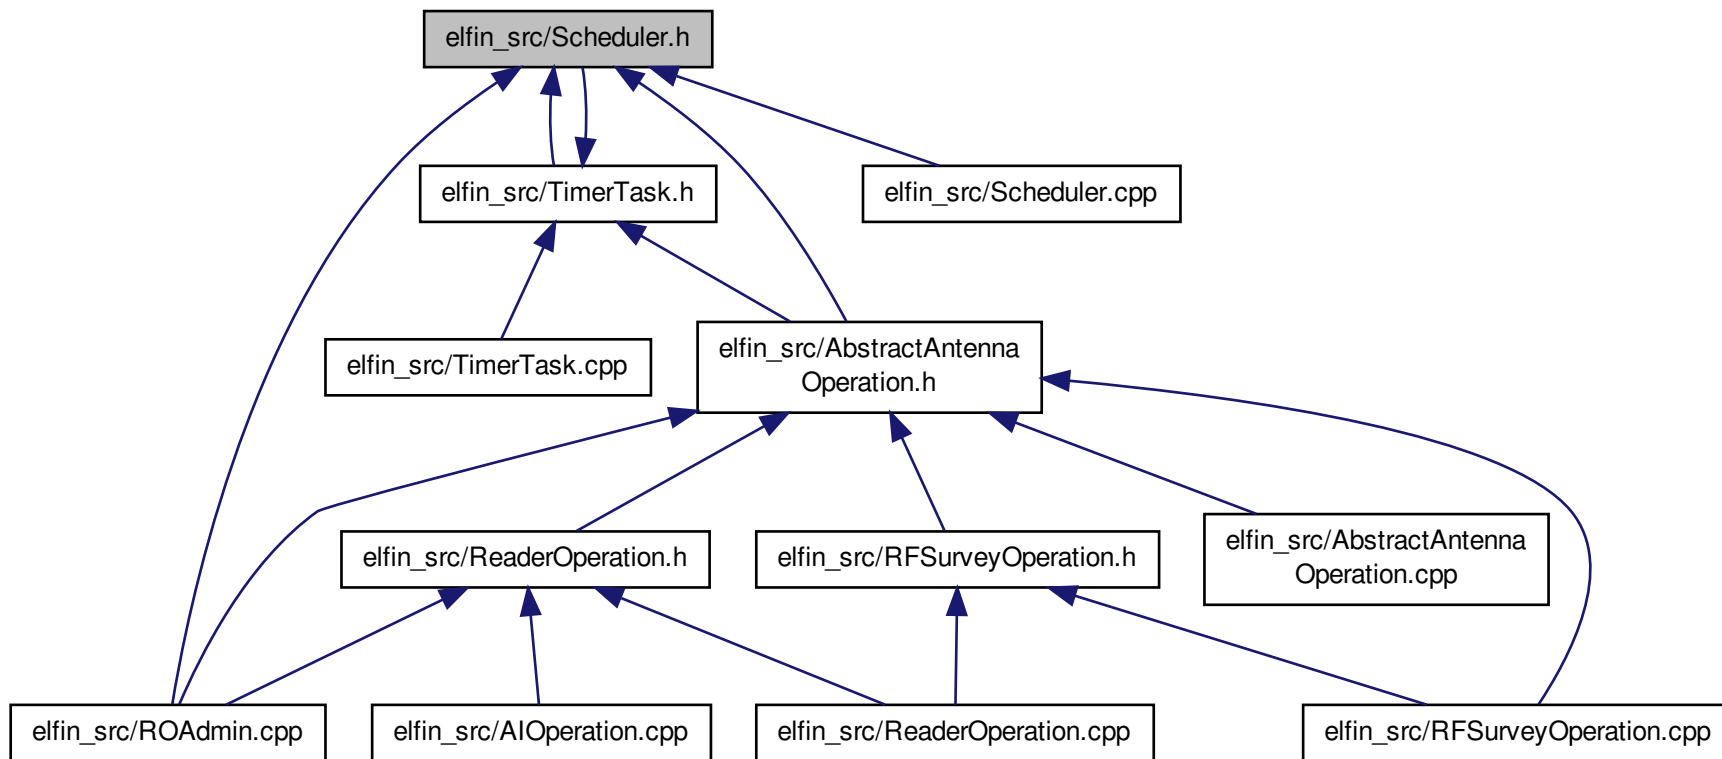 elfin_src/Scheduler.h
elfin_src/TimerTask.h
elfin_src/Scheduler.cpp
elfin_src/TimerTask.cpp
elfin_src/AbstractAntenna
Operation.h
elfin_src/ReaderOperation.h
elfin_src/RFSurveyOperation.h
elfin_src/AbstractAntenna
Operation.cpp
elfin_src/ROAdmin.cpp
elfin_src/AIOperation.cpp
elfin_src/ReaderOperation.cpp
elfin_src/RFSurveyOperation.cpp